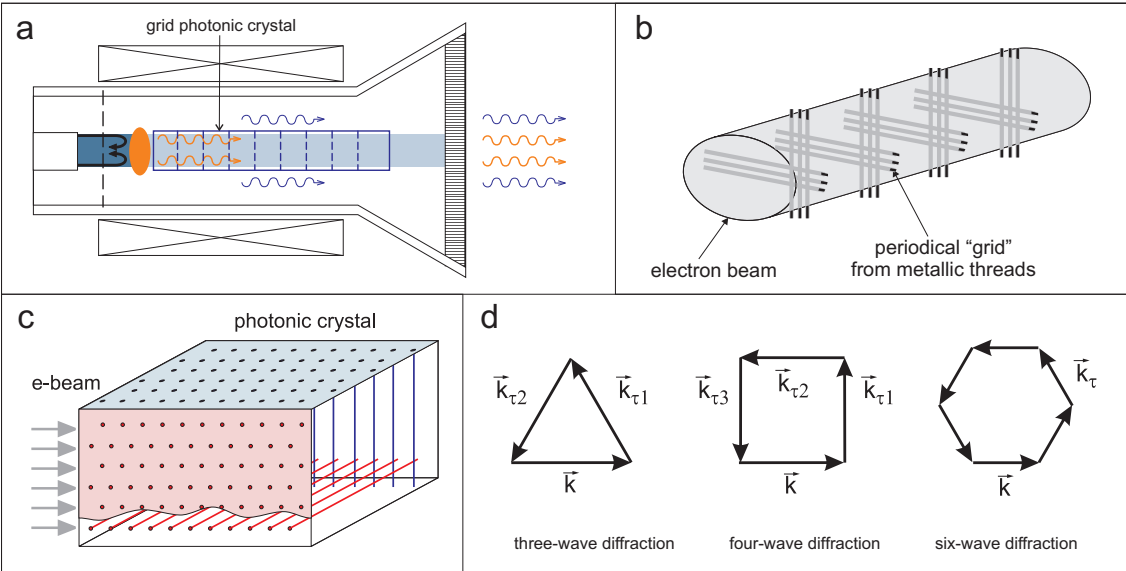 a
grid photonic crystal
b
electron beam
periodical “grid”
from metallic threads
c
photonic crystal
e-beam
d
k⃗τ2
k⃗τ1
k⃗
three-wave diffraction
k⃗τ3
k⃗τ2
k⃗τ1
k⃗
four-wave diffraction
k⃗τ
k⃗
six-wave diffraction